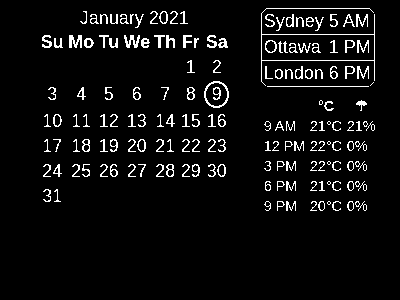 January 2021
Su Mo Tu We Th Fr Sa
1 2
3 4 5 6 7 8 9
10 11 12 13 14 15 16
17 18 19 20 21 22 23
24 25 26 27 28 29 30
31
Sydney 5 AM
Ottawa 1 PM
London 6 PM
°C ☂
9 AM 21°C 21%
12 PM 22°C 0%
3 PM 22°C 0%
6 PM 21°C 0%
9 PM 20°C 0%